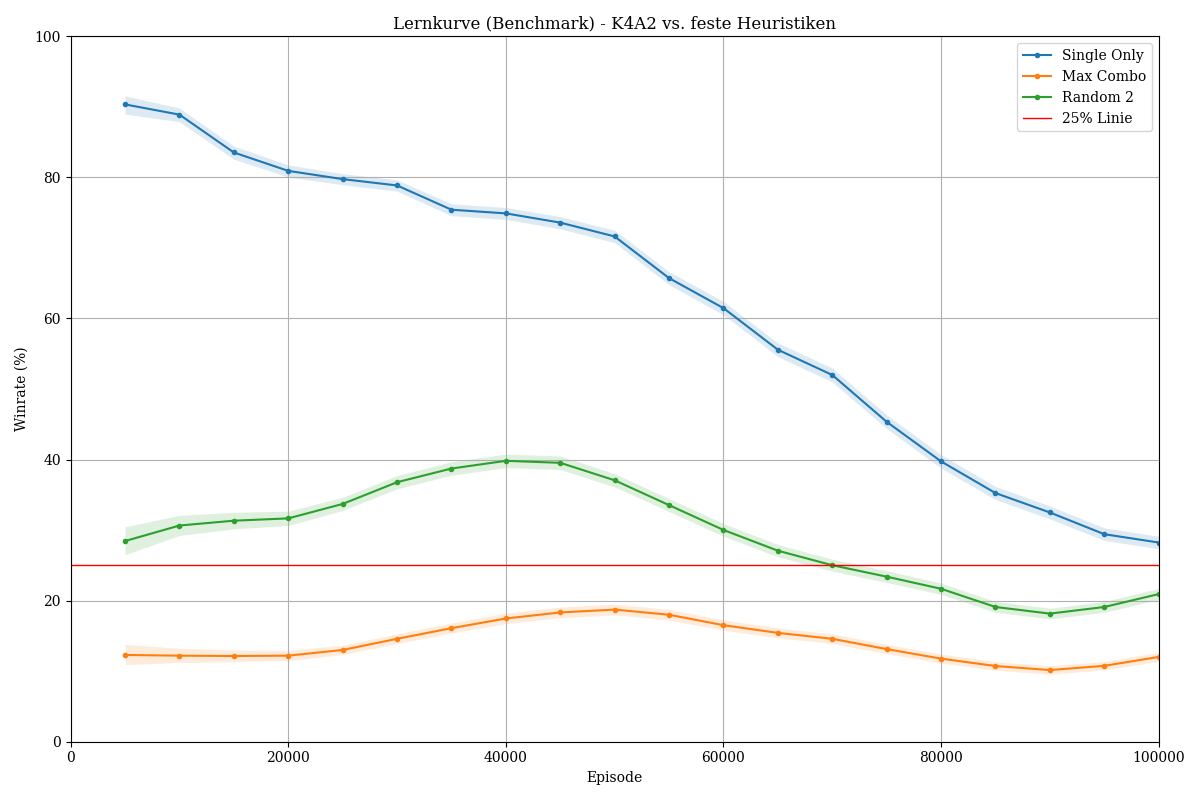 Lernkurve (Benchmark) - K4A2 vs. feste Heuristiken
100
80
60
40
20
0
Winrate (%)
Single Only
Max Combo
Random 2
25% Linie
0 20000 40000 60000 80000 100000
Episode